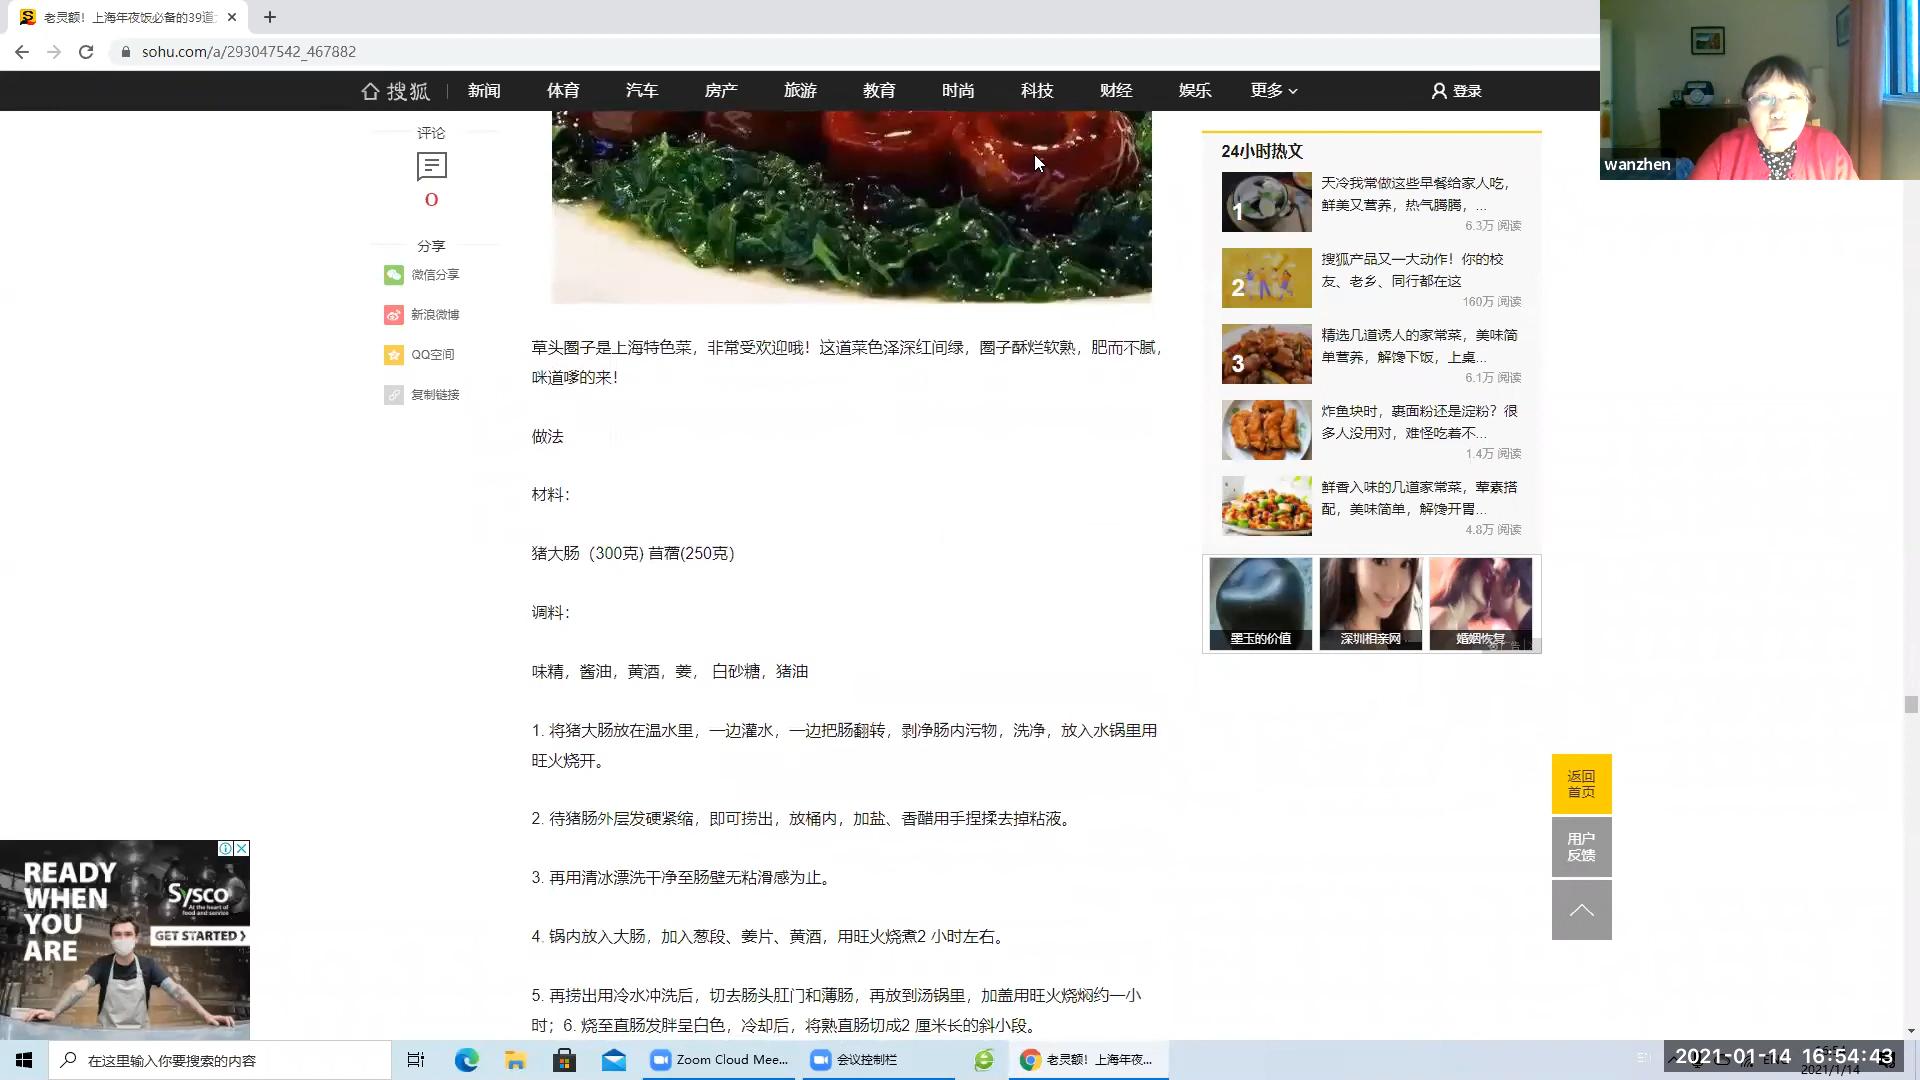 老灵额！上海年夜饭必备的39道
sohu.com/a/293047542_467882
搜狐 新闻 体育 汽车 房产 旅游 教育 时尚 科技 财经 娱乐 更多 登录
wanzhen
评论
0
分享
微信分享
新浪微博
QQ空间
复制链接
草头圈子是上海特色菜，非常受欢迎哦！这道菜色泽深红间绿，圈子酥烂软熟，肥而不腻，
咪道嗲的来！
做法
材料：
猪大肠（300克) 苜蓿(250克）
调料：
味精，酱油，黄酒，姜， 白砂糖，猪油
1. 将猪大肠放在温水里，一边灌水，一边把肠翻转，剥净肠内污物，洗净，放入水锅里用
旺火烧开。
2. 待猪肠外层发硬紧缩，即可捞出，放桶内，加盐、香醋用手捏揉去掉粘液。
3. 再用清冰漂洗干净至肠壁无粘滑感为止。
4. 锅内放入大肠，加入葱段、姜片、黄酒，用旺火烧煮2 小时左右。
5. 再捞出用冷水冲洗后，切去肠头肛门和薄肠，再放到汤锅里，加盖用旺火烧焖约一小
时；6. 烧至直肠发胖呈白色，冷却后，将熟直肠切成2 厘米长的斜小段。
24小时热文
1
天冷我常做这些早餐给家人吃，
鲜美又营养，热气腾腾，...
6.3万 阅读
2
搜狐产品又一大动作！你的校
友、老乡、同行都在这
160万 阅读
3
精选几道诱人的家常菜，美味简
单营养，解馋下饭，上桌...
6.1万 阅读
炸鱼块时，裹面粉还是淀粉？很
多人没用对，难怪吃着不...
1.4万 阅读
鲜香入味的几道家常菜，荤素搭
配，美味简单，解馋开胃...
4.8万 阅读
墨玉的价值 深圳相亲网 婚姻恢复
广告
返回
首页
用户
反馈
READY
WHEN
YOU
ARE
Sysco
At the heart of
food and service
GET STARTED
在这里输入你要搜索的内容
Zoom Cloud Mee...
会议控制栏
老灵额！上海年夜...
2021-01-14 16:54:43
2021/1/14